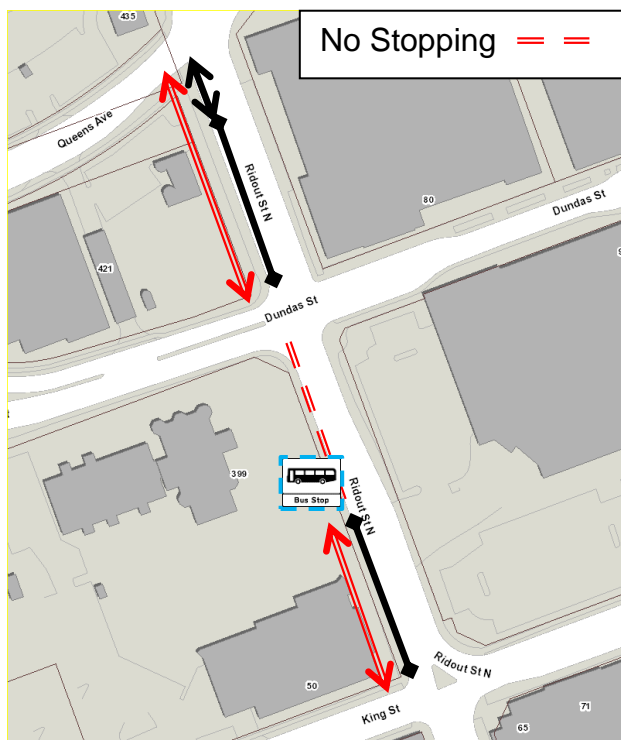 435
No Stopping
Queens Ave
Ridout St N
80
Dundas St
9
421
Dundas St
t
399
Bus Stop
Ridout St N
Ridout St N
50
King St
71
65